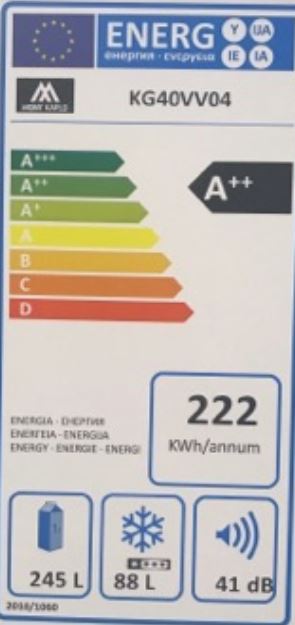 ENERG Y IJA
енергия · ενεργεια IE IA
KG40VV04
A+++
A++
A++
A+
A
B
C
D
222
KWh/annum
ENERGIA · ЕНЕРГИЯ
ΕΝΕΡΓΕΙΑ · ENERGIJA
ENERGY · ENERGIE · ENERGI
245 L
88 L
41 dB
2010/1060